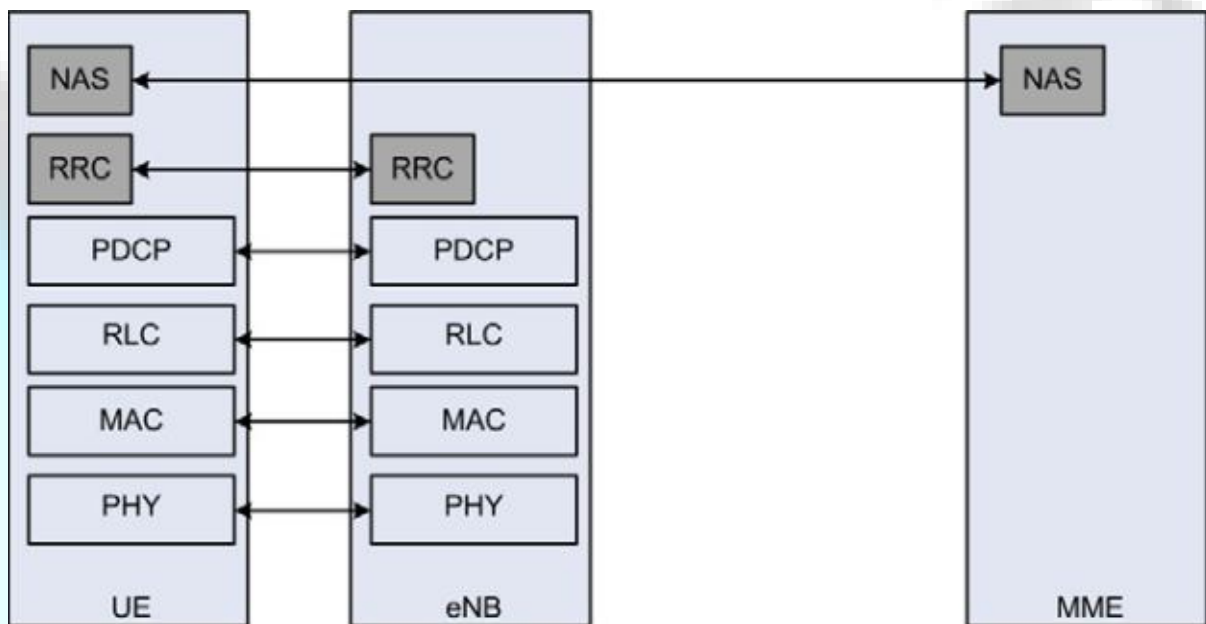 NAS
NAS
RRC
RRC
PDCP
PDCP
RLC
RLC
MAC
MAC
PHY
PHY
UE
eNB
MME